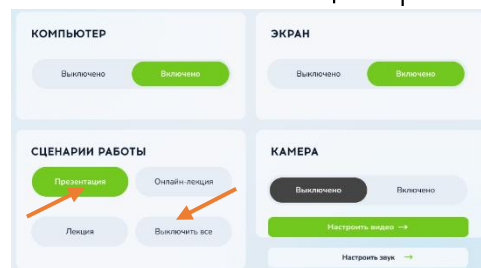 КОМПЬЮТЕР
Выключено Включено
ЭКРАН
Выключено Включено
СЦЕНАРИИ РАБОТЫ
Презентация Онлайн-лекция
Лекция Выключить все
КАМЕРА
Выключено Включено
Настроить видео →
Настроить звук →